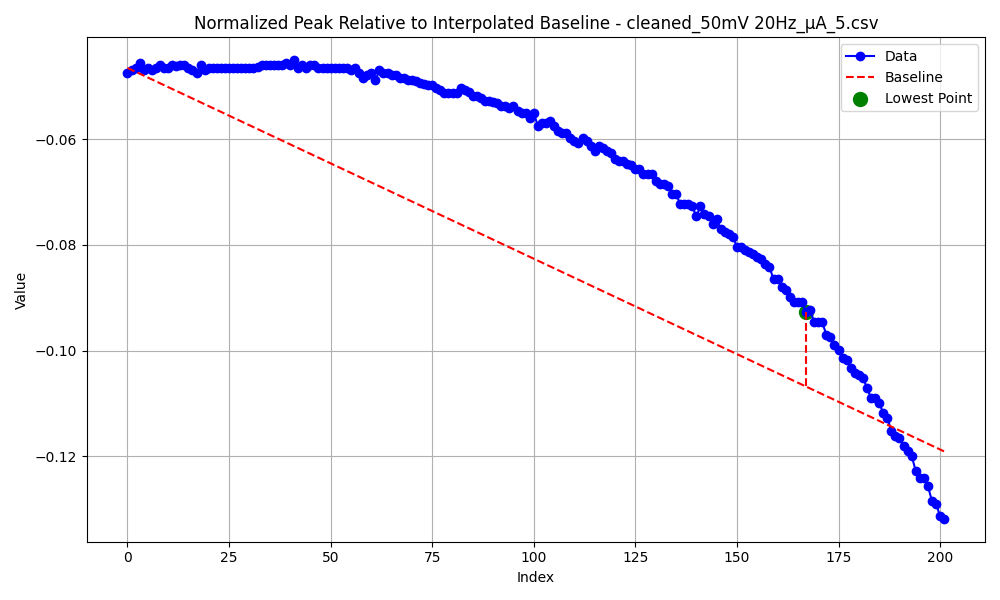 Normalized Peak Relative to Interpolated Baseline - cleaned_50mV 20Hz_μA_5.csv
Data
Baseline
Lowest Point
−0.06
−0.08
−0.10
−0.12
Value
0 25 50 75 100 125 150 175 200
Index